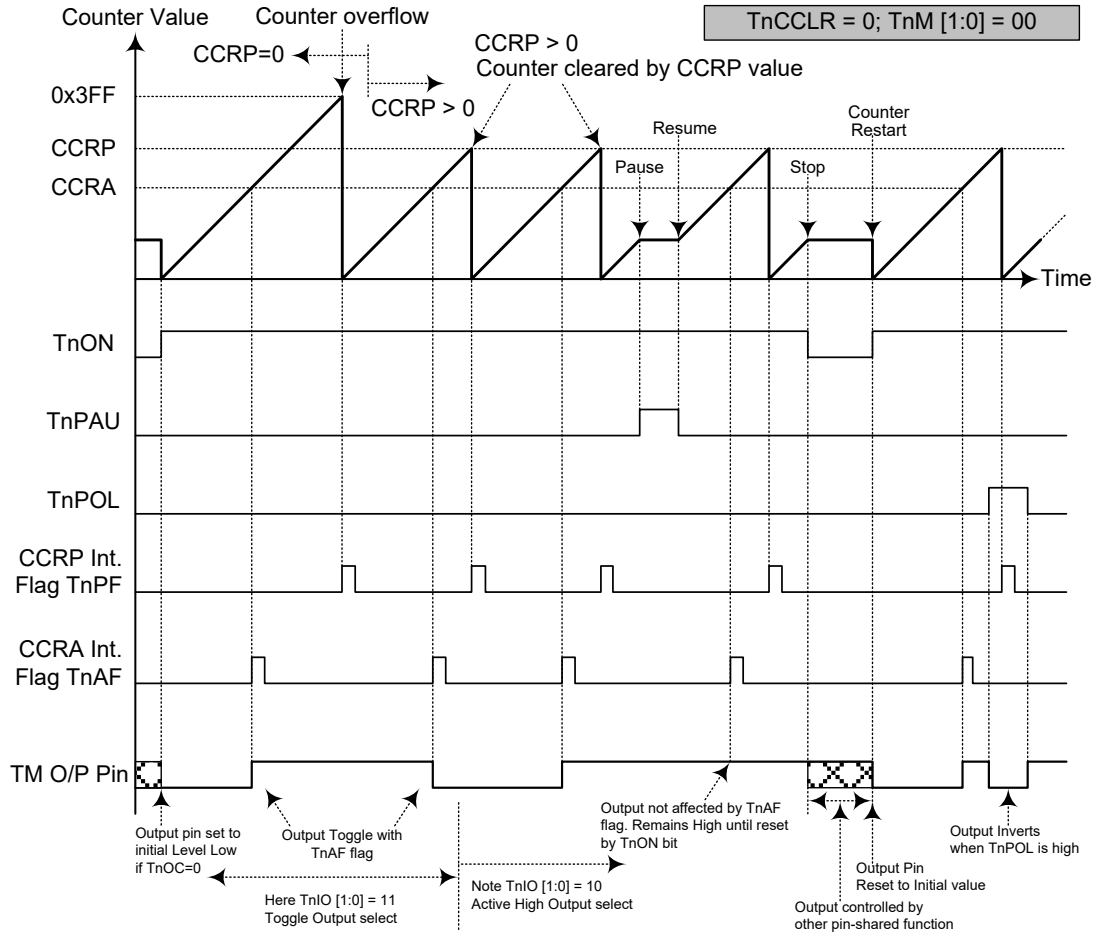 Counter Value
Counter overflow
TnCCLR = 0; TnM [1:0] = 00
CCRP=0
CCRP > 0
CCRP > 0
Counter cleared by CCRP value
0x3FF
CCRP
CCRA
Pause
Resume
Stop
Counter
Restart
Time
TnON
TnPAU
TnPOL
CCRP Int.
Flag TnPF
CCRA Int.
Flag TnAF
TM O/P Pin
Output pin set to
initial Level Low
if TnOC=0
Output Toggle with
TnAF flag
Here TnIO [1:0] = 11
Toggle Output select
Note TnIO [1:0] = 10
Active High Output select
Output not affected by TnAF
flag. Remains High until reset
by TnON bit
Output Pin
Reset to Initial value
Output controlled by
other pin-shared function
Output Inverts
when TnPOL is high